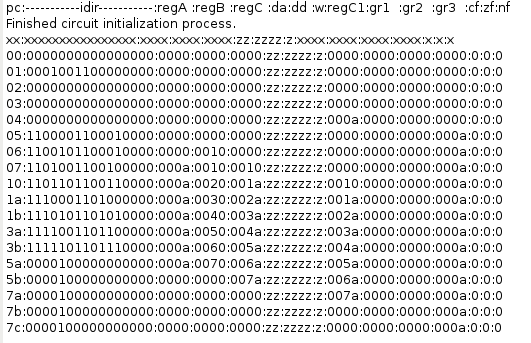 pc:-----------idir-----------:regA :regB :regC :da:dd :w:regC1:gr1  :gr2  :gr3  :cf:zf:nf
Finished circuit initialization process.
xx:xxxxxxxxxxxxxxxx:xxxx:xxxx:xxxx:zz:zzzz:z:xxxx:xxxx:xxxx:xxxx:x:x:x
00:0000000000000000:0000:0000:0000:zz:zzzz:z:0000:0000:0000:0000:0:0:0
01:0001001100000000:0000:0000:0000:zz:zzzz:z:0000:0000:0000:0000:0:0:0
02:0000000000000000:0000:0000:0000:zz:zzzz:z:0000:0000:0000:0000:0:0:0
03:0000000000000000:0000:0000:0000:zz:zzzz:z:0000:0000:0000:0000:0:0:0
04:0000000000000000:0000:0000:0000:zz:zzzz:z:000a:0000:0000:0000:0:0:0
05:1100001100010000:0000:0000:0000:zz:zzzz:z:0000:0000:0000:000a:0:0:0
06:1100101100010000:0000:0010:0000:zz:zzzz:z:0000:0000:0000:000a:0:0:0
07:1101001100100000:000a:0010:0010:zz:zzzz:z:0000:0000:0000:000a:0:0:0
10:1101101100110000:000a:0020:001a:zz:zzzz:z:0010:0000:0000:000a:0:0:0
1a:1110001101000000:000a:0030:002a:zz:zzzz:z:001a:0000:0000:000a:0:0:0
1b:1110101101010000:000a:0040:003a:zz:zzzz:z:002a:0000:0000:000a:0:0:0
3a:1111001101100000:000a:0050:004a:zz:zzzz:z:003a:0000:0000:000a:0:0:0
3b:1111101101110000:000a:0060:005a:zz:zzzz:z:004a:0000:0000:000a:0:0:0
5a:0000100000000000:000a:0070:006a:zz:zzzz:z:005a:0000:0000:000a:0:0:0
5b:0000100000000000:0000:0000:007a:zz:zzzz:z:006a:0000:0000:000a:0:0:0
7a:0000100000000000:0000:0000:0000:zz:zzzz:z:007a:0000:0000:000a:0:0:0
7b:0000100000000000:0000:0000:0000:zz:zzzz:z:0000:0000:0000:000a:0:0:0
7c:0000100000000000:0000:0000:0000:zz:zzzz:z:0000:0000:0000:000a:0:0:0